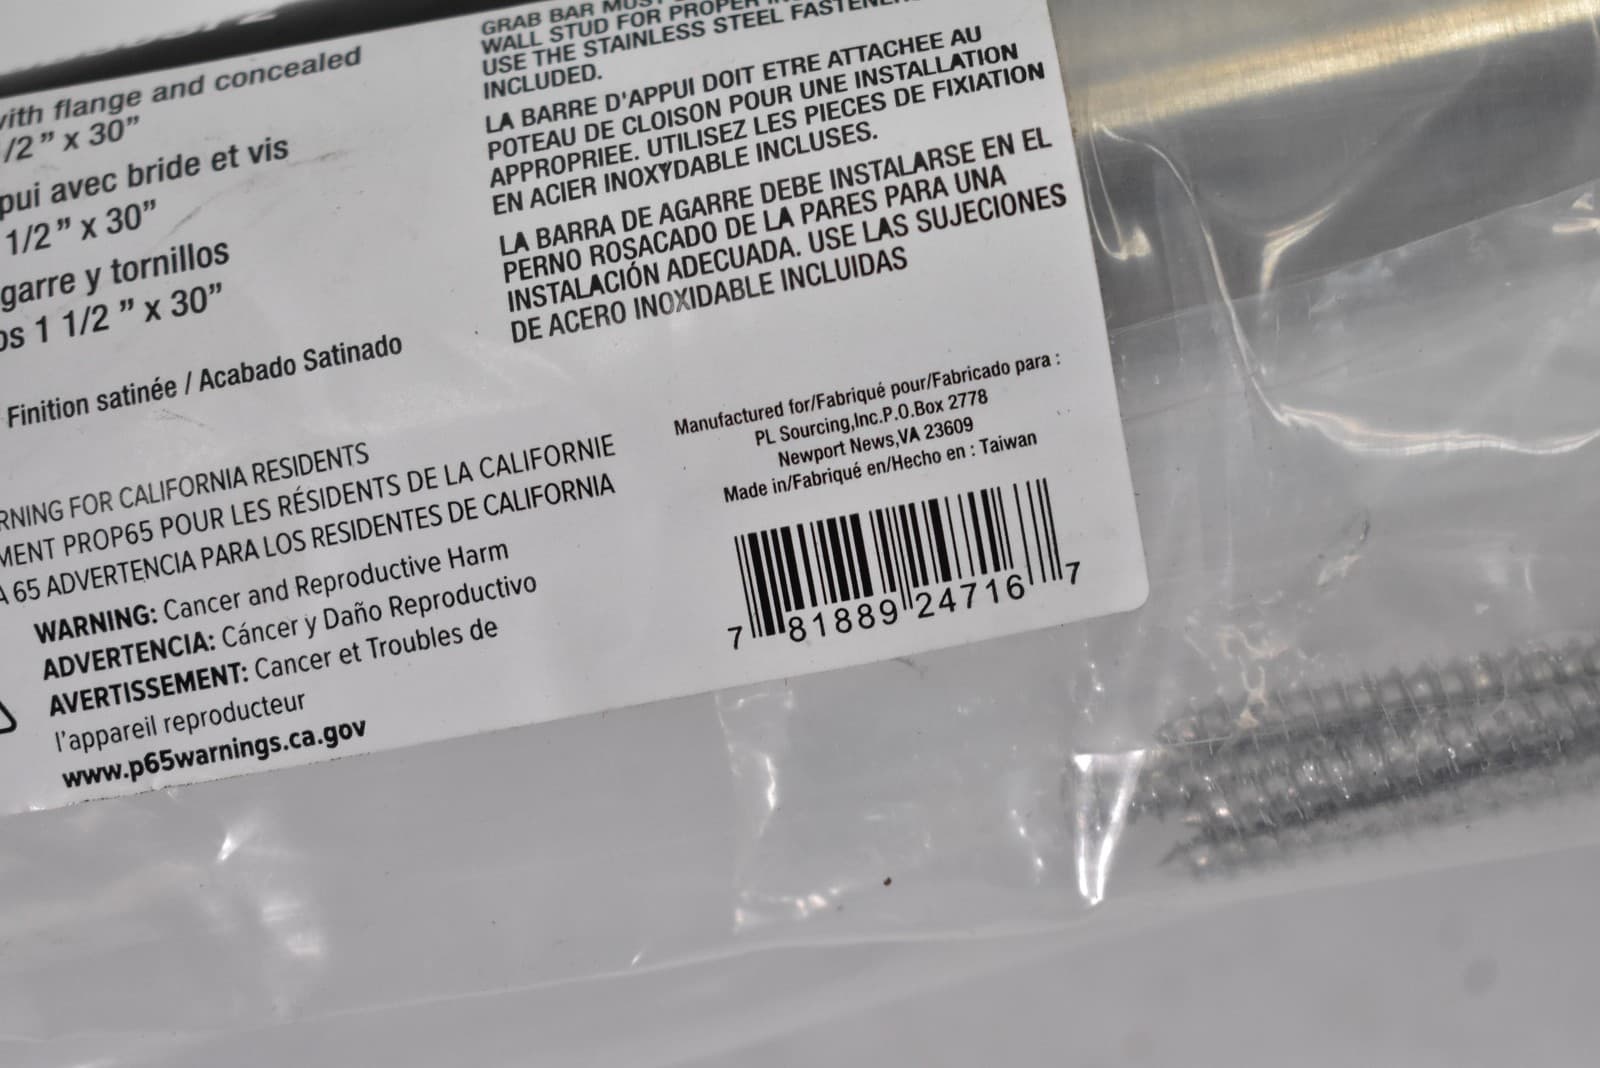 with flange and concealed
1/2" x 30"
pui avec bride et vis
1/2" x 30"
garre y tornillos
os 1 1/2 " x 30"
Finition satinée / Acabado Satinado
RNING FOR CALIFORNIA RESIDENTS
MENT PROP65 POUR LES RÉSIDENTS DE LA CALIFORNIE
A 65 ADVERTENCIA PARA LOS RESIDENTES DE CALIFORNIA
WARNING: Cancer and Reproductive Harm
ADVERTENCIA: Cáncer y Daño Reproductivo
AVERTISSEMENT: Cancer et Troubles de
l'appareil reproducteur
www.p65warnings.ca.gov
GRAB BAR MUST
WALL STUD FOR PROPER
USE THE STAINLESS STEEL FASTENERS
INCLUDED.
LA BARRE D'APPUI DOIT ETRE ATTACHEE AU
POTEAU DE CLOISON POUR UNE INSTALLATION
APPROPRIEE. UTILISEZ LES PIECES DE FIXIATION
EN ACIER INOXYDABLE INCLUSES.
LA BARRA DE AGARRE DEBE INSTALARSE EN EL
PERNO ROSACADO DE LA PARES PARA UNA
INSTALACIÓN ADECUADA. USE LAS SUJECIONES
DE ACERO INOXIDABLE INCLUIDAS
Manufactured for/Fabriqué pour/Fabricado para :
PL Sourcing,Inc.P.O.Box 2778
Newport News,VA 23609
Made in/Fabriqué en/Hecho en : Taiwan
7 81889 24716 7